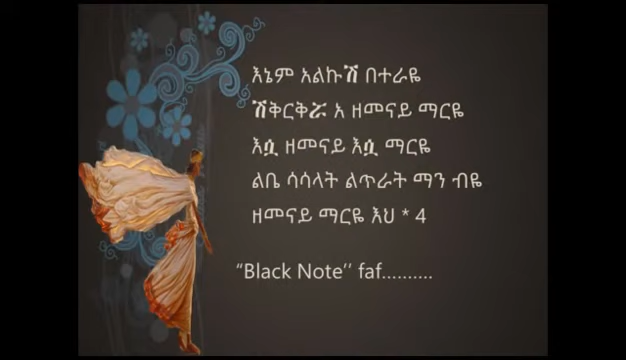 እኔም አልኩሽ በተራዬ
ሽቅርቅሯ አ ዘመናይ ማርዬ
እሷ ዘመናይ እሷ ማርዬ
ልቤ ሳሳላት ልጥራት ማን ብዬ
ዘመናይ ማርዬ እህ * 4
“Black Note’’ faf..........